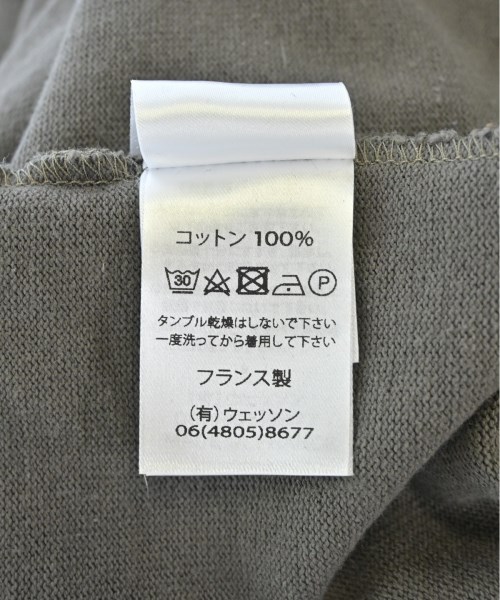 コットン 100%
30 P
タンブル乾燥はしないで下さい
一度洗ってから着用して下さい
フランス製
(有)ウェッソン
06(4805)8677